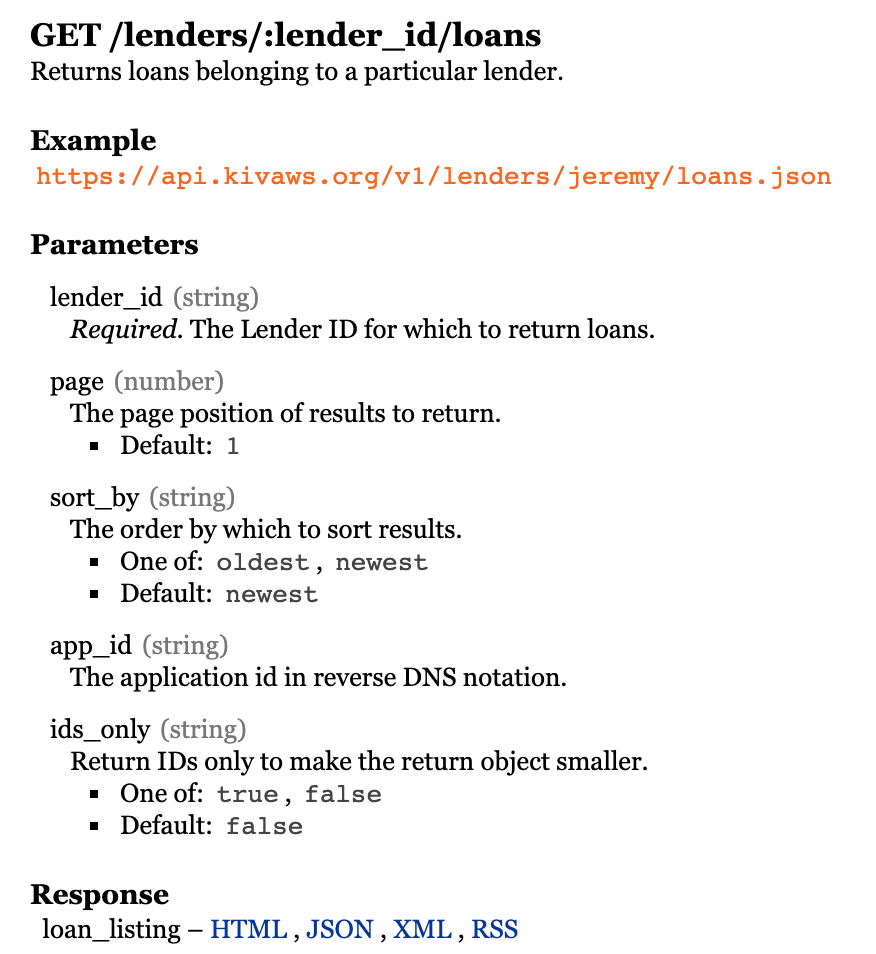 GET /lenders/:lender_id/loans
Returns loans belonging to a particular lender.
Example
https://api.kivaws.org/v1/lenders/jeremy/loans.json
Parameters
lender_id (string)
Required. The Lender ID for which to return loans.
page (number)
The page position of results to return.
▪ Default: 1
sort_by (string)
The order by which to sort results.
▪ One of: oldest, newest
▪ Default: newest
app_id (string)
The application id in reverse DNS notation.
ids_only (string)
Return IDs only to make the return object smaller.
▪ One of: true, false
▪ Default: false
Response
loan_listing – HTML , JSON , XML , RSS